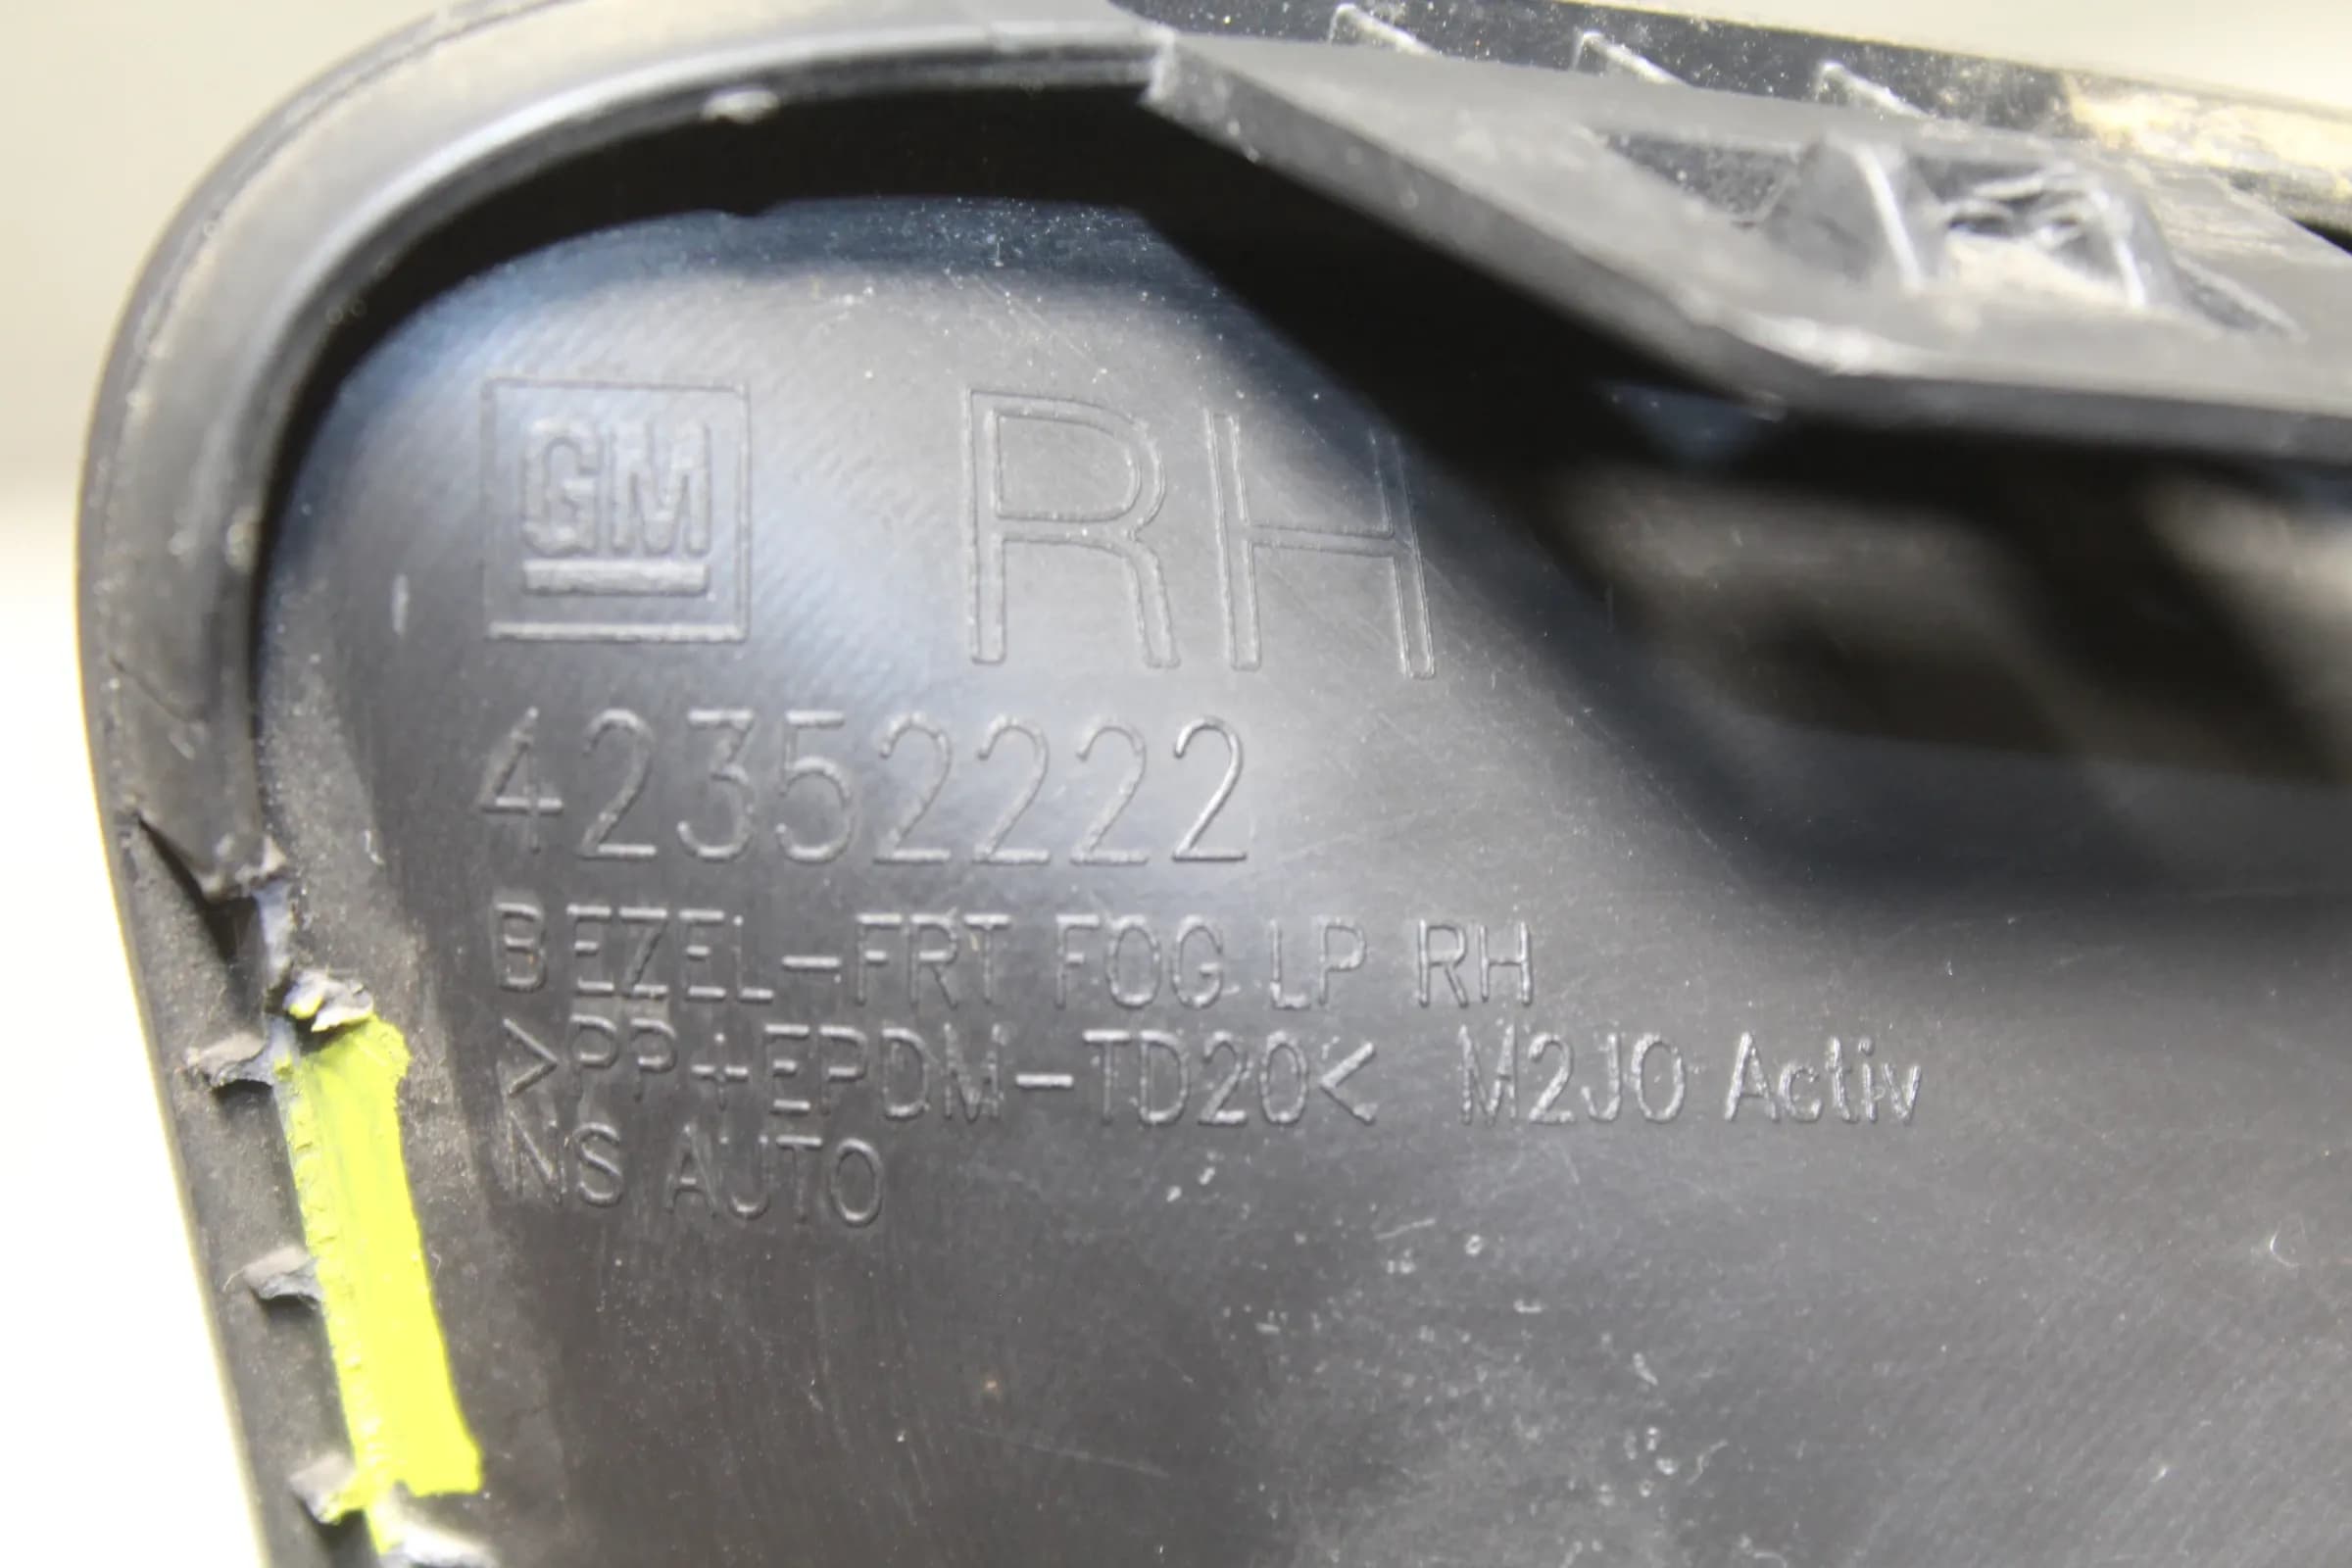 GM RH
42352222
BEZEL-FRT FOG LP RH
>PP+EPDM-TD20< M2JO Activ
NS AUTO